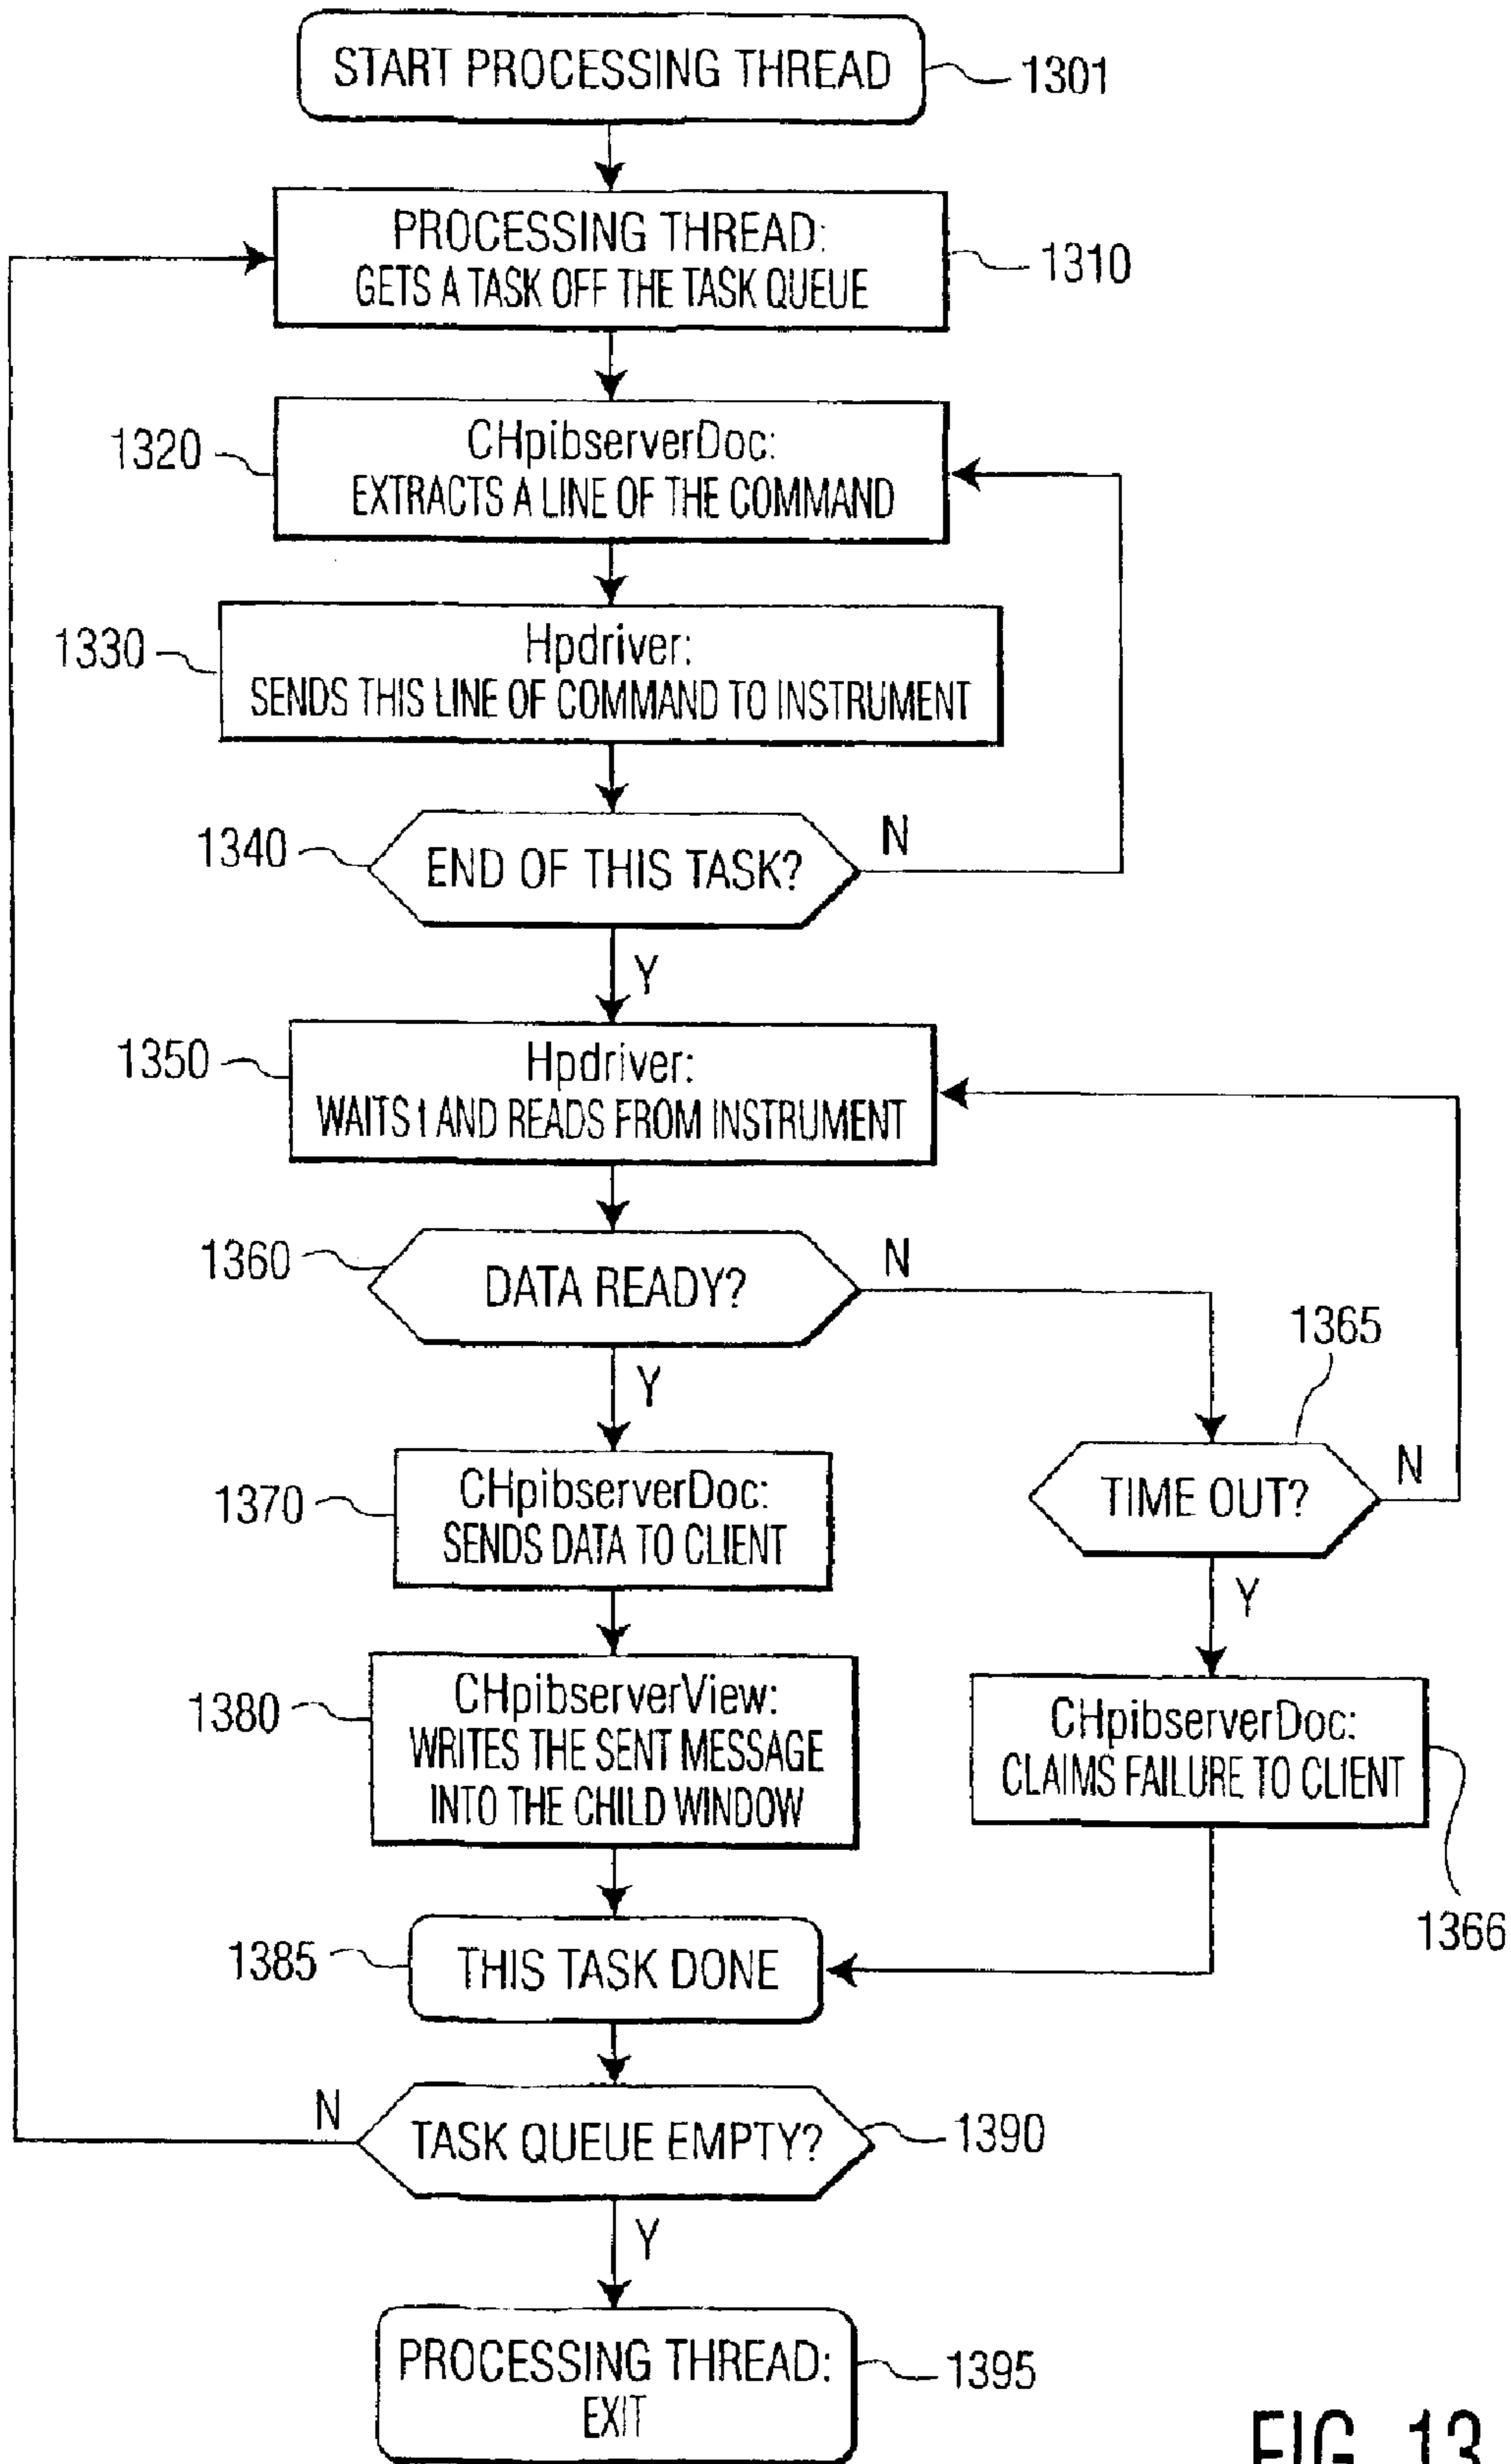 START PROCESSING THREAD
1301
PROCESSING THREAD:
GETS A TASK OFF THE TASK QUEUE
1310
CHpibserverDoc:
EXTRACTS A LINE OF THE COMMAND
1320
Hpdriver:
SENDS THIS LINE OF COMMAND TO INSTRUMENT
1330
1340
END OF THIS TASK?
N
Y
1350
Hpdriver:
WAITS t AND READS FROM INSTRUMENT
1360
DATA READY?
N
Y
1365
TIME OUT?
N
Y
1370
CHpibserverDoc:
SENDS DATA TO CLIENT
1380
CHpibserverView:
WRITES THE SENT MESSAGE
INTO THE CHILD WINDOW
CHpibserverDoc:
CLAIMS FAILURE TO CLIENT
1366
1385
THIS TASK DONE
N
TASK QUEUE EMPTY?
1390
Y
PROCESSING THREAD:
EXIT
1395
FIG. 13